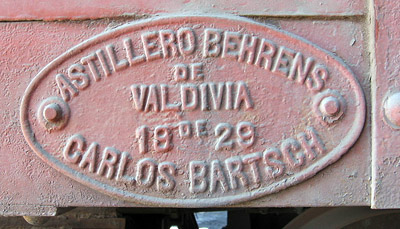 ASTILLERO BEHRENS
DE
VALDIVIA
19 DE 29
CARLOS BARTSCH